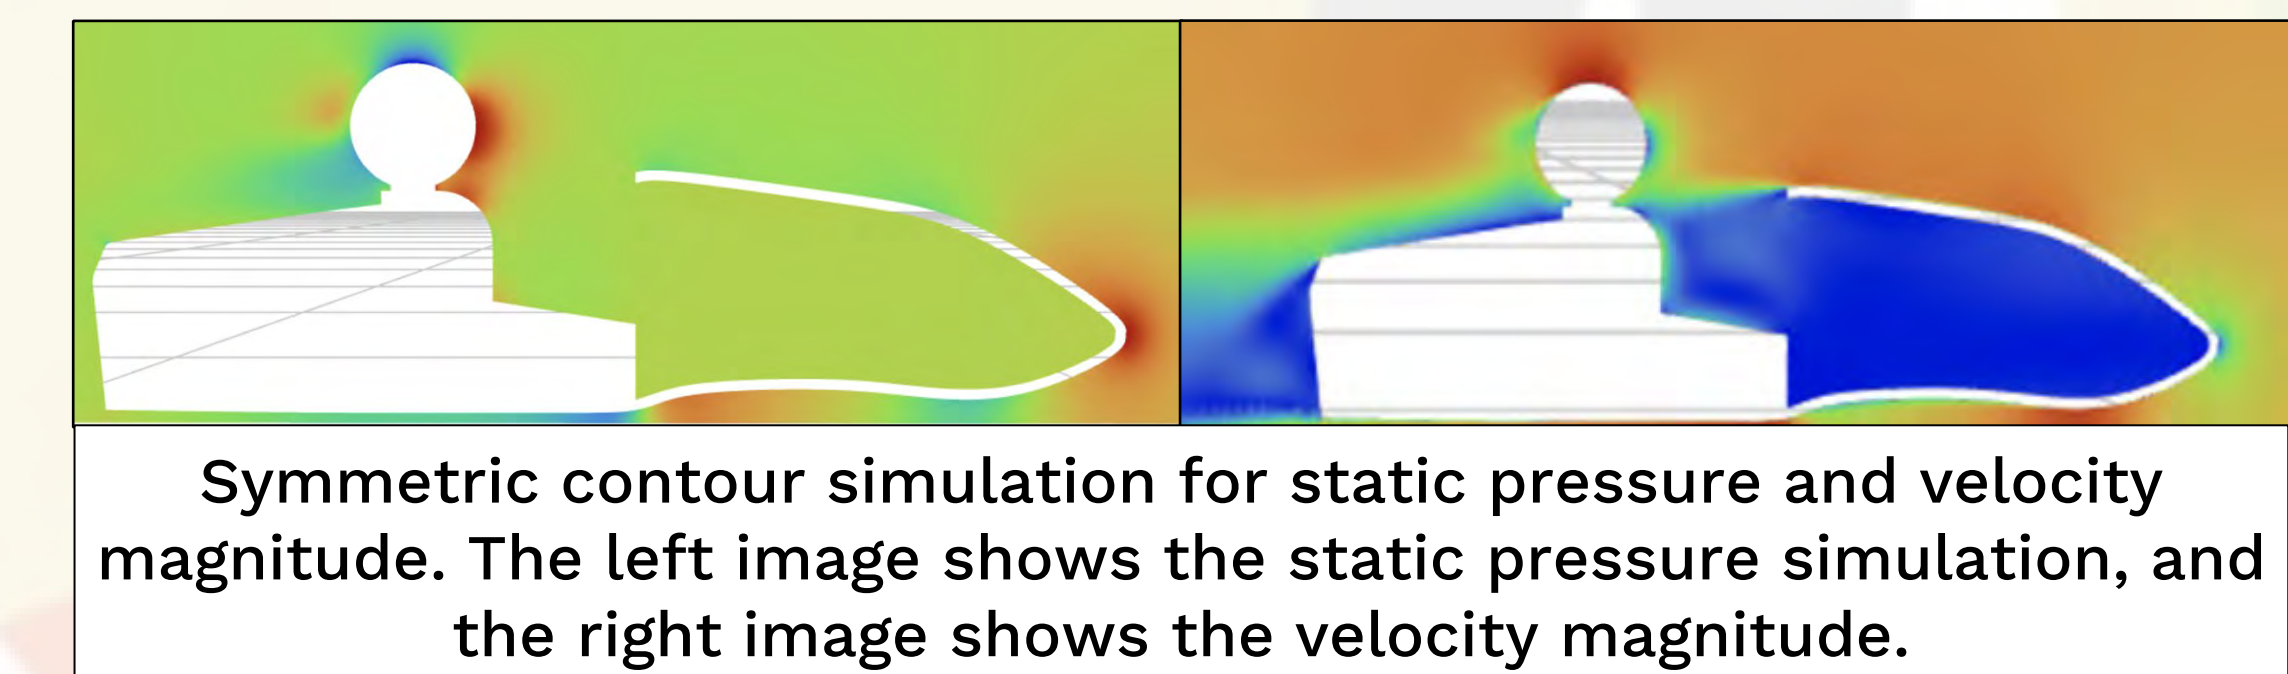 Symmetric contour simulation for static pressure and velocity
magnitude. The left image shows the static pressure simulation, and
the right image shows the velocity magnitude.